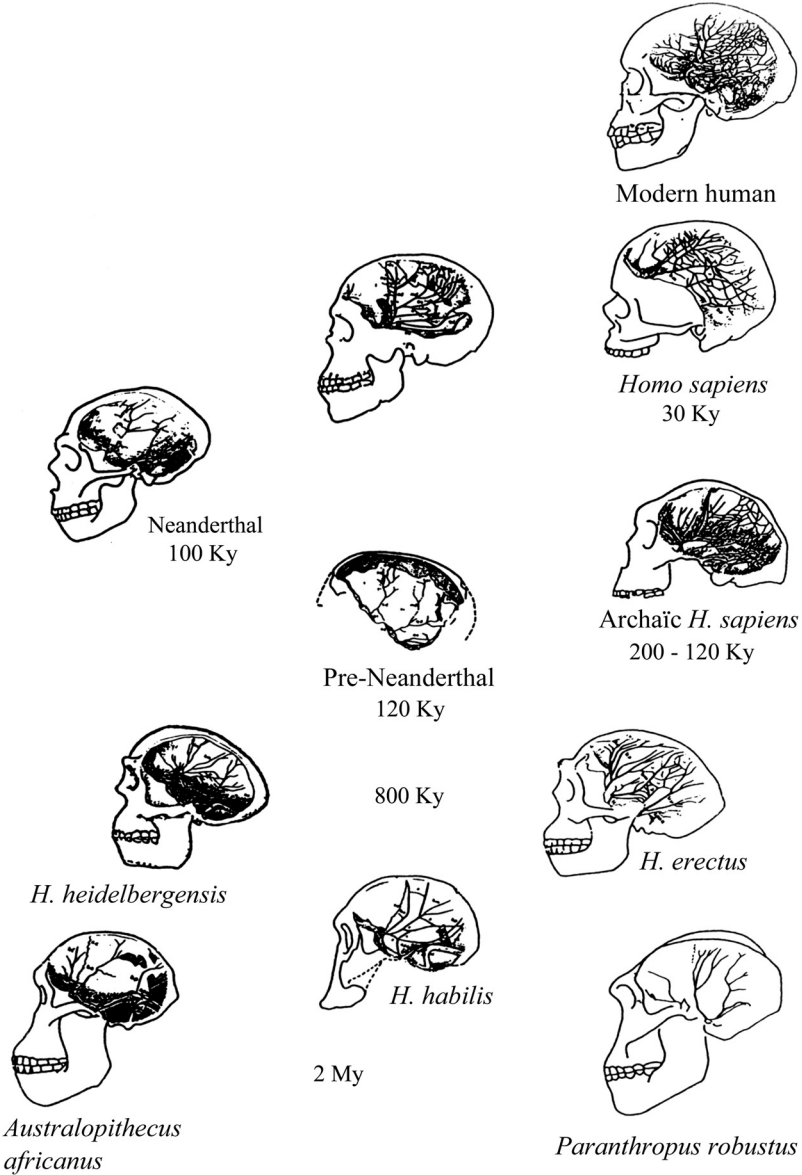 Modern human
Homo sapiens
30 Ky
Neanderthal
100 Ky
Archaïc H. sapiens
200 - 120 Ky
Pre-Neanderthal
120 Ky
800 Ky
H. erectus
H. heidelbergensis
H. habilis
2 My
Australopithecus
africanus
Paranthropus robustus